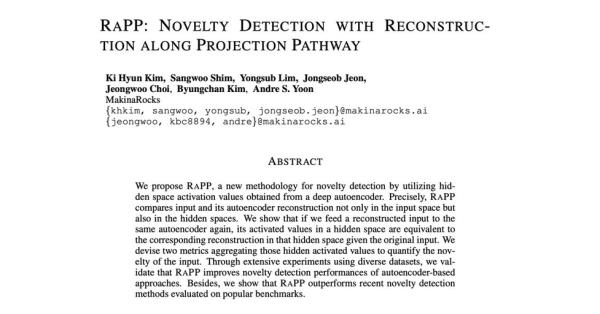 RAPP: NOVELTY DETECTION WITH RECONSTRUC-
TION ALONG PROJECTION PATHWAY
Ki Hyun Kim, Sangwoo Shim, Yongsub Lim, Jongseob Jeon,
Jeongwoo Choi, Byungchan Kim, Andre S. Yoon
MakinaRocks
{khkim, sangwoo, yongsub, jongseob.jeon}@makinarocks.ai
{jeongwoo, kbc8894, andre}@makinarocks.ai
ABSTRACT
We propose RAPP, a new methodology for novelty detection by utilizing hid-
den space activation values obtained from a deep autoencoder. Precisely, RAPP
compares input and its autoencoder reconstruction not only in the input space but
also in the hidden spaces. We show that if we feed a reconstructed input to the
same autoencoder again, its activated values in a hidden space are equivalent to
the corresponding reconstruction in that hidden space given the original input. We
devise two metrics aggregating those hidden activated values to quantify the nov-
elty of the input. Through extensive experiments using diverse datasets, we val-
idate that RAPP improves novelty detection performances of autoencoder-based
approaches. Besides, we show that RAPP outperforms recent novelty detection
methods evaluated on popular benchmarks.